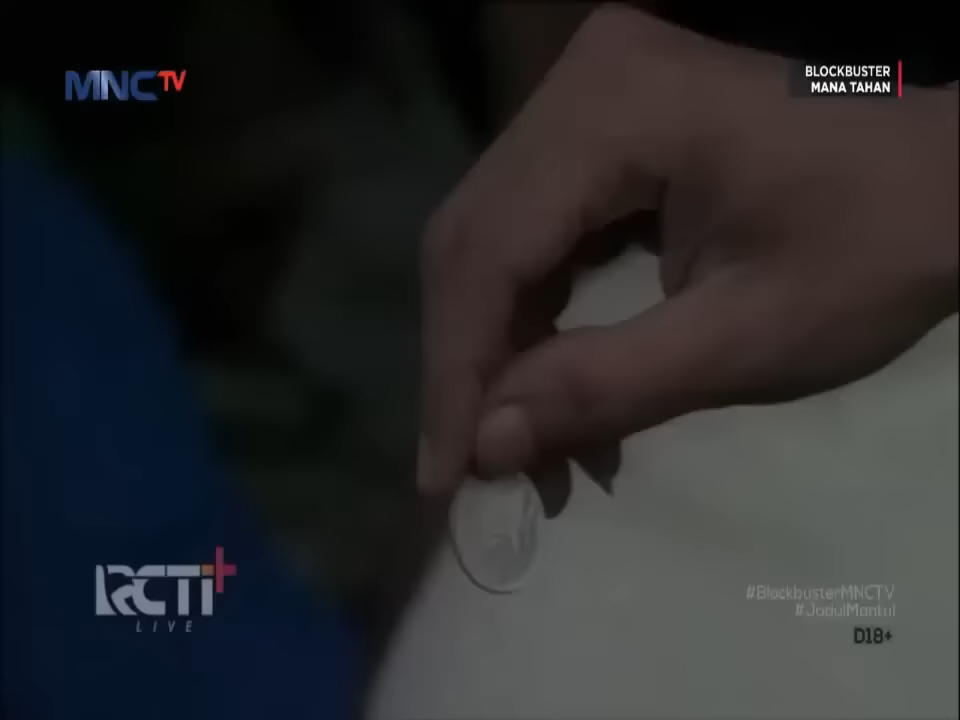 MNCTV
BLOCKBUSTER
MANA TAHAN
RCTI+
LIVE
#BlockbusterMNCTV
#JadulMantul
D18+